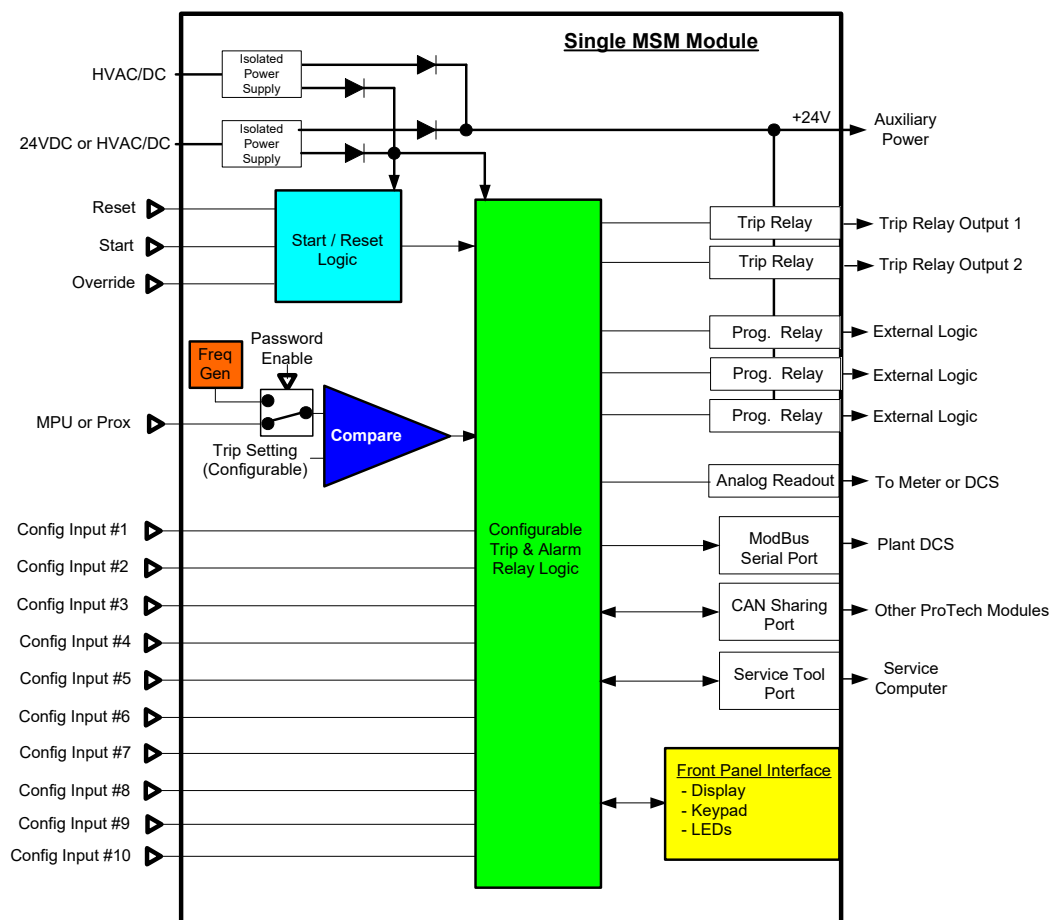 Single MSM Module
HVAC/DC
Isolated
Power
Supply
24VDC or HVAC/DC
Isolated
Power
Supply
+24V
Auxiliary
Power
Reset
Start
Override
Start / Reset
Logic
Trip Relay
Trip Relay Output 1
Trip Relay
Trip Relay Output 2
Prog. Relay
External Logic
Prog. Relay
External Logic
Prog. Relay
External Logic
Freq
Gen
Password
Enable
MPU or Prox
Trip Setting
(Configurable)
Compare
Analog Readout
To Meter or DCS
Configurable
Trip & Alarm
Relay Logic
ModBus
Serial Port
Plant DCS
CAN Sharing
Port
Other ProTech Modules
Service Tool
Port
Service
Computer
Config Input #1
Config Input #2
Config Input #3
Config Input #4
Config Input #5
Config Input #6
Config Input #7
Config Input #8
Config Input #9
Config Input #10
Front Panel Interface
- Display
- Keypad
- LEDs